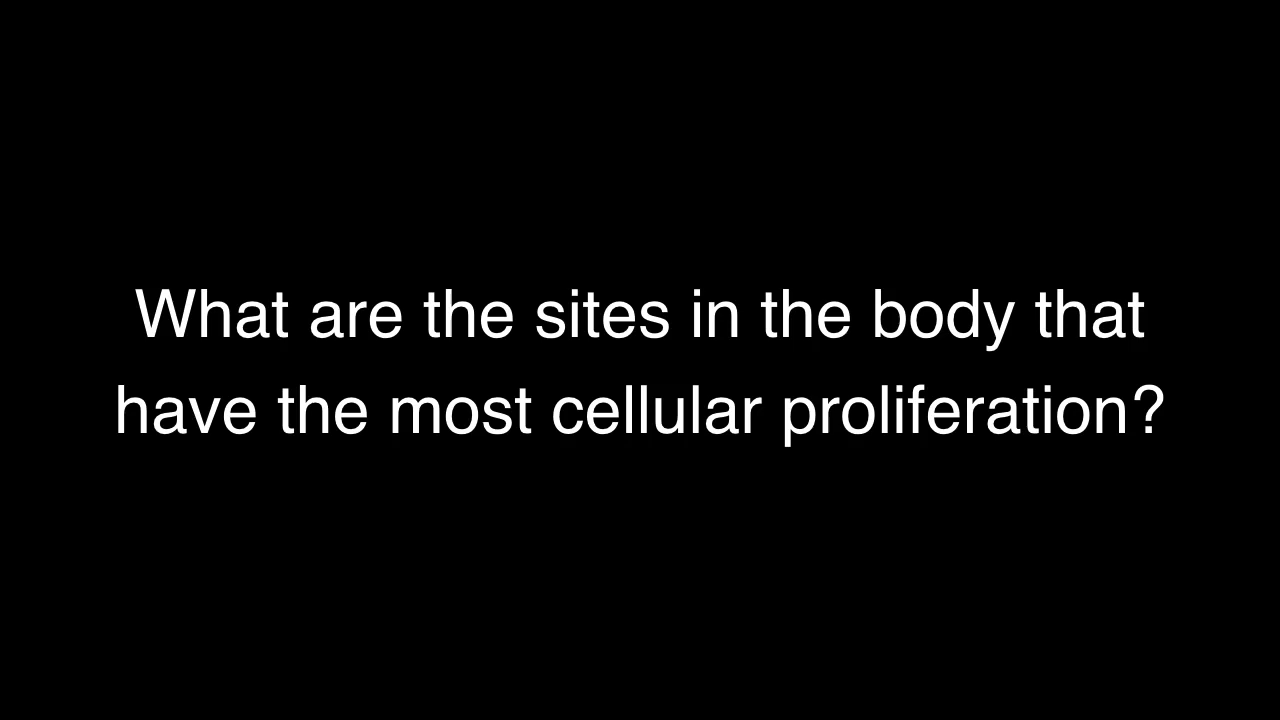 What are the sites in the body that
have the most cellular proliferation?